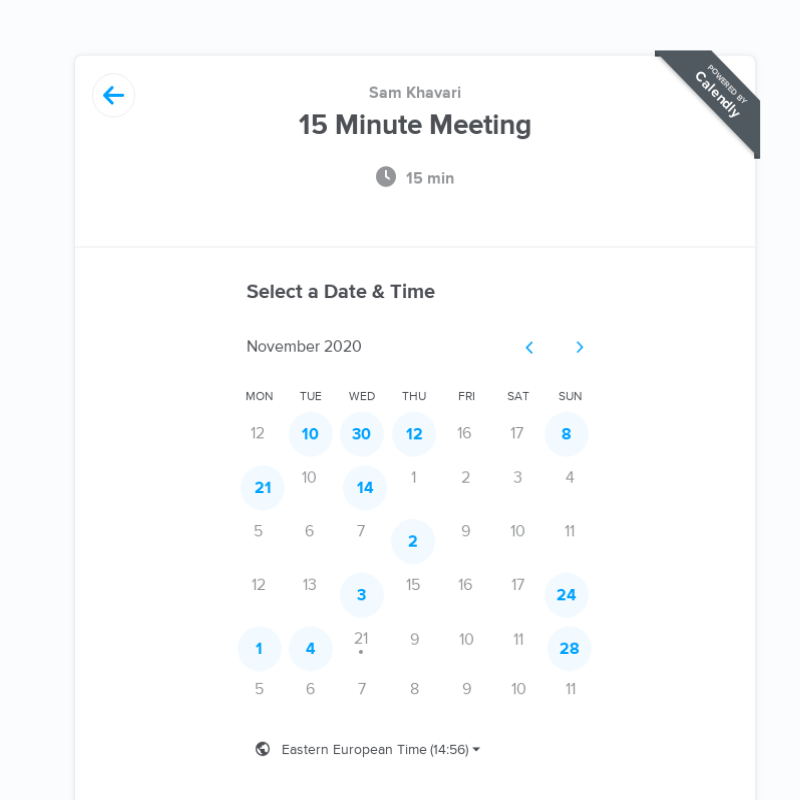 POWERED BY
Calendly
Sam Khavari
15 Minute Meeting
15 min
Select a Date & Time
November 2020
MON TUE WED THU FRI SAT SUN
12 10 30 12 16 17 8
21 10 14 1 2 3 4
5 6 7 2 9 10 11
12 13 3 15 16 17 24
1 4 21 9 10 11 28
5 6 7 8 9 10 11
Eastern European Time (14:56)